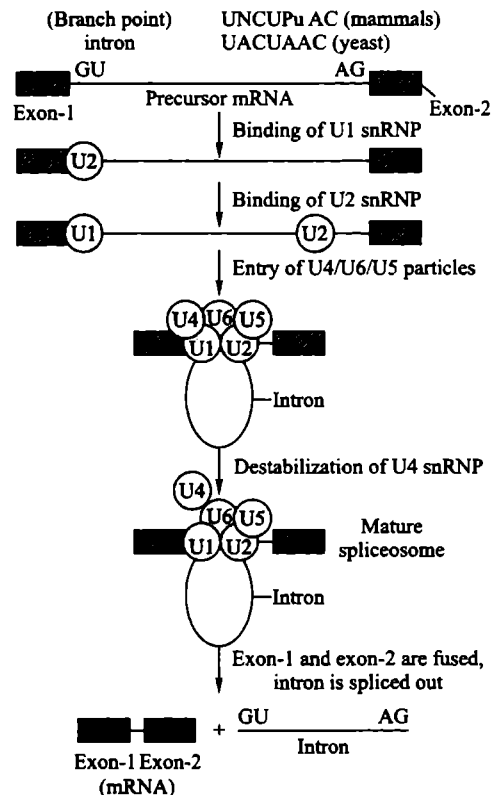 (Branch point) UNCUPu AC (mammals)
intron UACUAAC (yeast)
GU AG
Exon-1 Precursor mRNA Exon-2
Binding of U1 snRNP
U2
Binding of U2 snRNP
U1 U2
Entry of U4/U6/U5 particles
U4 U6 U5
U1 U2
Intron
Destabilization of U4 snRNP
U4
U6 U5
U1 U2
Mature
spliceosome
Intron
Exon-1 and exon-2 are fused,
intron is spliced out
GU AG
+
Exon-1 Exon-2 Intron
(mRNA)